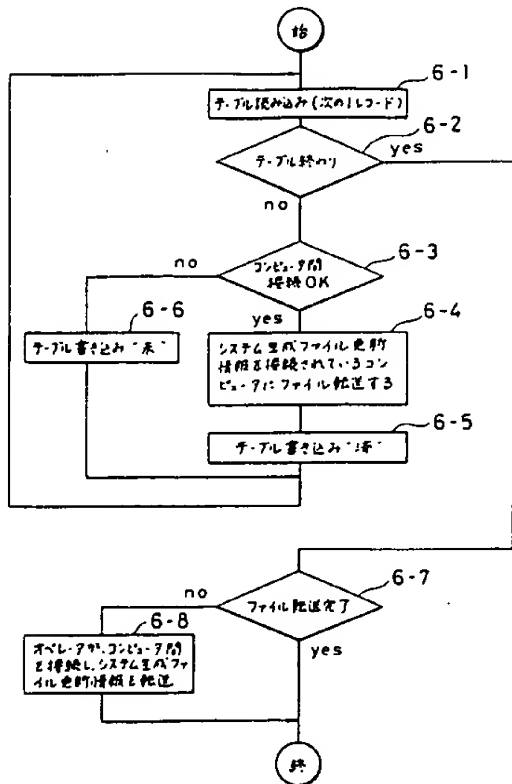 始
6-1
テーブル読み込み(次の1レコード)
6-2
テーブル終わり
yes
no
6-3
コンピュータ間
接続OK
no
yes
6-4
6-6
テーブル書き込み"未"
システム生成ファイル更新
情報を接続されているコン
ピュータにファイル転送する
6-5
テーブル書き込み"済"
6-7
ファイル転送完了
no
yes
6-8
オペレータが、コンピュータ間
を接続し、システム生成ファ
イル更新情報を転送
終